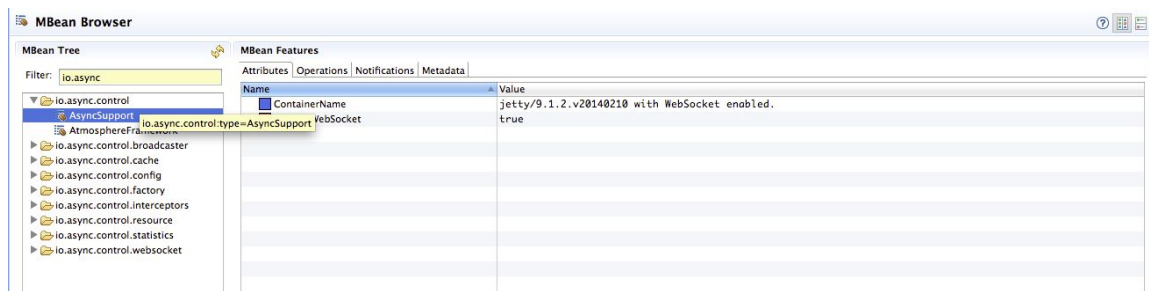 MBean Browser
MBean Tree
Filter: io.async
io.async.control
AsyncSupport
io.async.control:type=AsyncSupport
io.async.control.broadcaster
io.async.control.cache
io.async.control.config
io.async.control.factory
io.async.control.interceptors
io.async.control.resource
io.async.control.statistics
io.async.control.websocket
MBean Features
Attributes Operations Notifications Metadata
Name Value
ContainerName jetty/9.1.2.v20140210 with WebSocket enabled.
WebSocket true